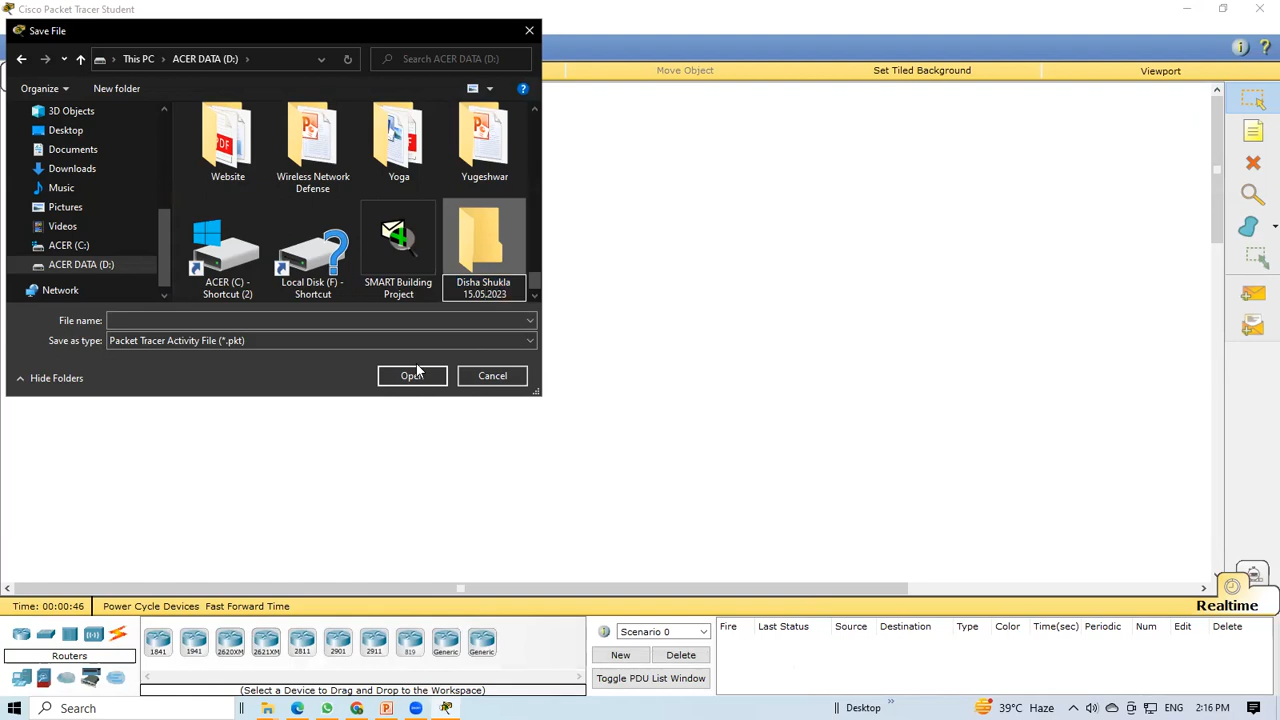 Cisco Packet Tracer Student
Save File
This PC
ACER DATA (D:)
Search ACER DATA (D:)
Organize
New folder
Move Object
Set Tiled Background
Viewport
3D Objects
Desktop
Documents
Downloads
Music
Pictures
Videos
ACER (C:)
ACER DATA (D:)
Network
Website
Wireless Network
Defense
Yoga
Yugeshwar
ACER (C) -
Shortcut (2)
Local Disk (F) -
Shortcut
SMART Building
Project
Disha Shukla
15.05.2023
File name:
Save as type:
Packet Tracer Activity File (*.pkt)
Hide Folders
Open
Cancel
Time: 00:00:46
Power Cycle Devices
Fast Forward Time
Realtime
Routers
1841
1941
2620XM
2621XM
2811
2901
2911
819
Generic
Generic
(Select a Device to Drag and Drop to the Workspace)
Scenario 0
New
Delete
Toggle PDU List Window
Fire
Last Status
Source
Destination
Type
Color
Time(sec)
Periodic
Num
Edit
Delete
Search
Desktop
39°C
Haze
ENG
2:16 PM